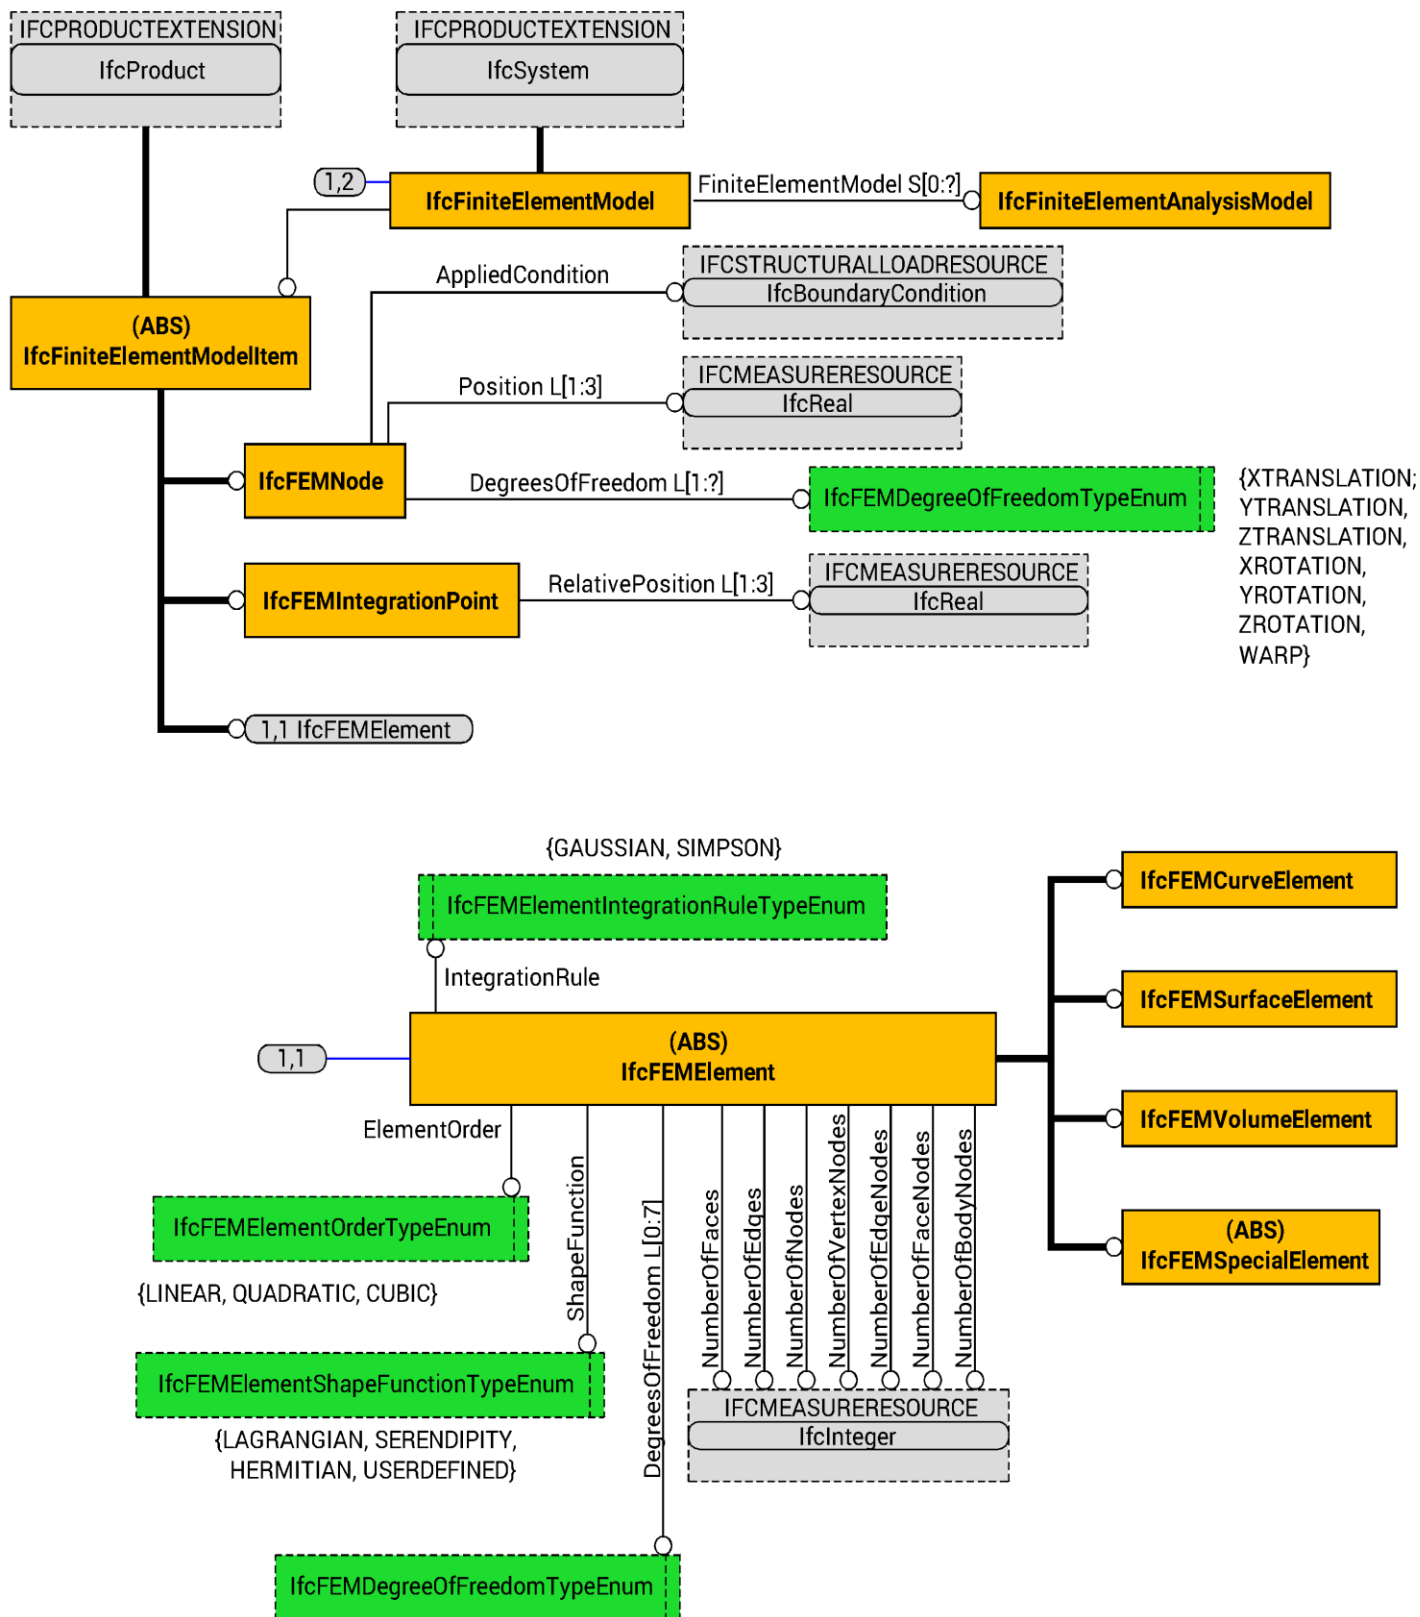 IFCPRODUCTEXTENSION
IfcProduct
IFCPRODUCTEXTENSION
IfcSystem
1,2
IfcFiniteElementModel
FiniteElementModel S[0:?]
IfcFiniteElementAnalysisModel
AppliedCondition
IFCSTRUCTURALLOADRESOURCE
IfcBoundaryCondition
(ABS)
IfcFiniteElementModelItem
Position L[1:3]
IFCMEASURERESOURCE
IfcReal
IfcFEMNode
DegreesOfFreedom L[1:?]
IfcFEMDegreeOfFreedomTypeEnum
{XTRANSLATION;
YTRANSLATION,
ZTRANSLATION,
XROTATION,
YROTATION,
ZROTATION,
WARP}
IfcFEMIntegrationPoint
RelativePosition L[1:3]
IFCMEASURERESOURCE
IfcReal
1,1 IfcFEMElement
{GAUSSIAN, SIMPSON}
IfcFEMElementIntegrationRuleTypeEnum
IntegrationRule
1,1
(ABS)
IfcFEMElement
IfcFEMCurveElement
IfcFEMSurfaceElement
IfcFEMVolumeElement
(ABS)
IfcFEMSpecialElement
ElementOrder
IfcFEMElementOrderTypeEnum
{LINEAR, QUADRATIC, CUBIC}
ShapeFunction
IfcFEMElementShapeFunctionTypeEnum
{LAGRANGIAN, SERENDIPITY,
HERMITIAN, USERDEFINED}
DegreesOfFreedom L[0:7]
IfcFEMDegreeOfFreedomTypeEnum
NumberOfFaces
NumberOfEdges
NumberOfNodes
NumberOfVertexNodes
NumberOfEdgeNodes
NumberOfFaceNodes
NumberOfBodyNodes
IFCMEASURERESOURCE
IfcInteger